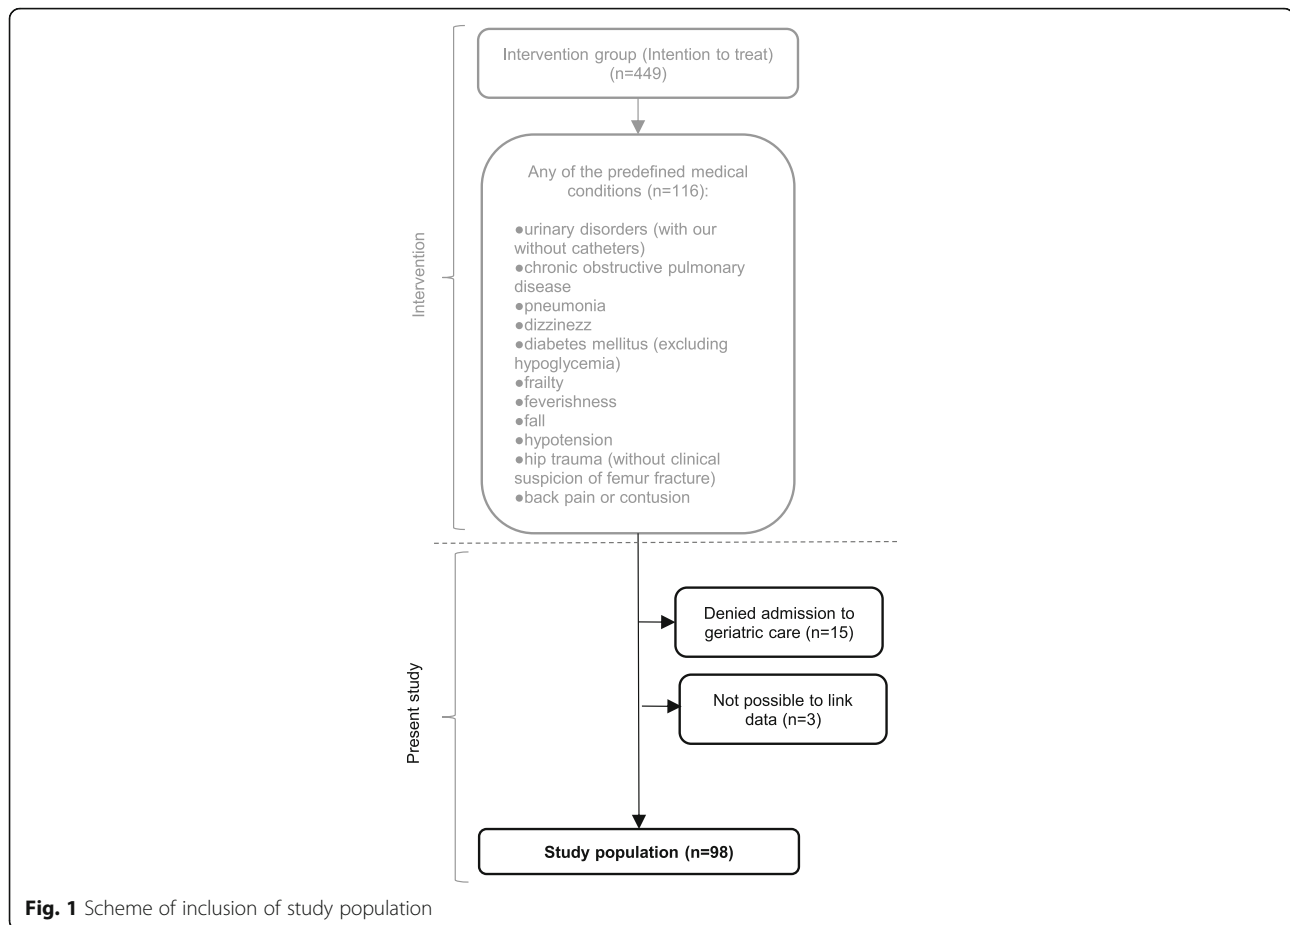 Intervention group (Intention to treat)
(n=449)
Any of the predefined medical
conditions (n=116):
●urinary disorders (with our
without catheters)
●chronic obstructive pulmonary
disease
●pneumonia
●dizzinezz
●diabetes mellitus (excluding
hypoglycemia)
●frailty
●feverishness
●fall
●hypotension
●hip trauma (without clinical
suspicion of femur fracture)
●back pain or contusion
Intervention
Denied admission to
geriatric care (n=15)
Not possible to link
data (n=3)
Present study
Study population (n=98)
Fig. 1 Scheme of inclusion of study population